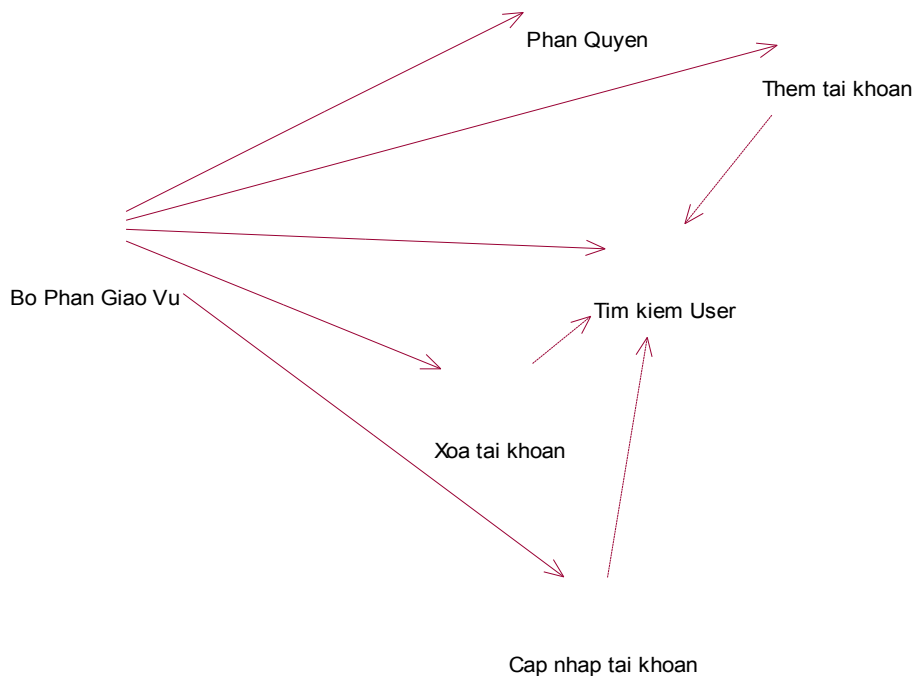 Phan Quyen
Them tai khoan
Bo Phan Giao Vu
Tim kiem User
Xoa tai khoan
Cap nhap tai khoan